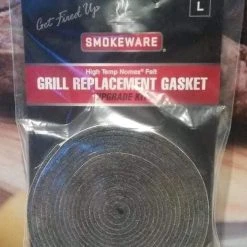 Get Fired Up
L
SMOKEWARE®
High Temp Nomex® Felt
GRILL REPLACEMENT GASKET
UPGRADE KIT